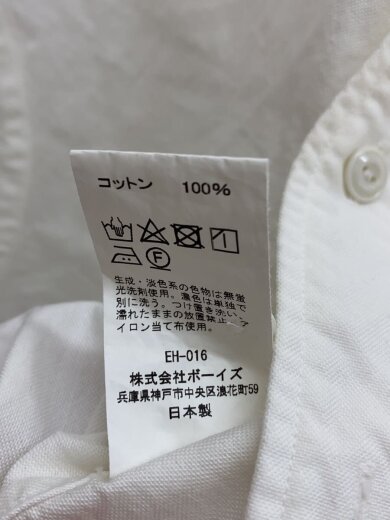 コットン 100%
F
生成・淡色系の色物は無蛍
光洗剤使用。濃色は単独で
別に洗う。つけ置き洗い、
濡れたままの放置禁止。ア
イロン当て布使用。
EH-016
株式会社ボーイズ
兵庫県神戸市中央区浪花町59
日本製